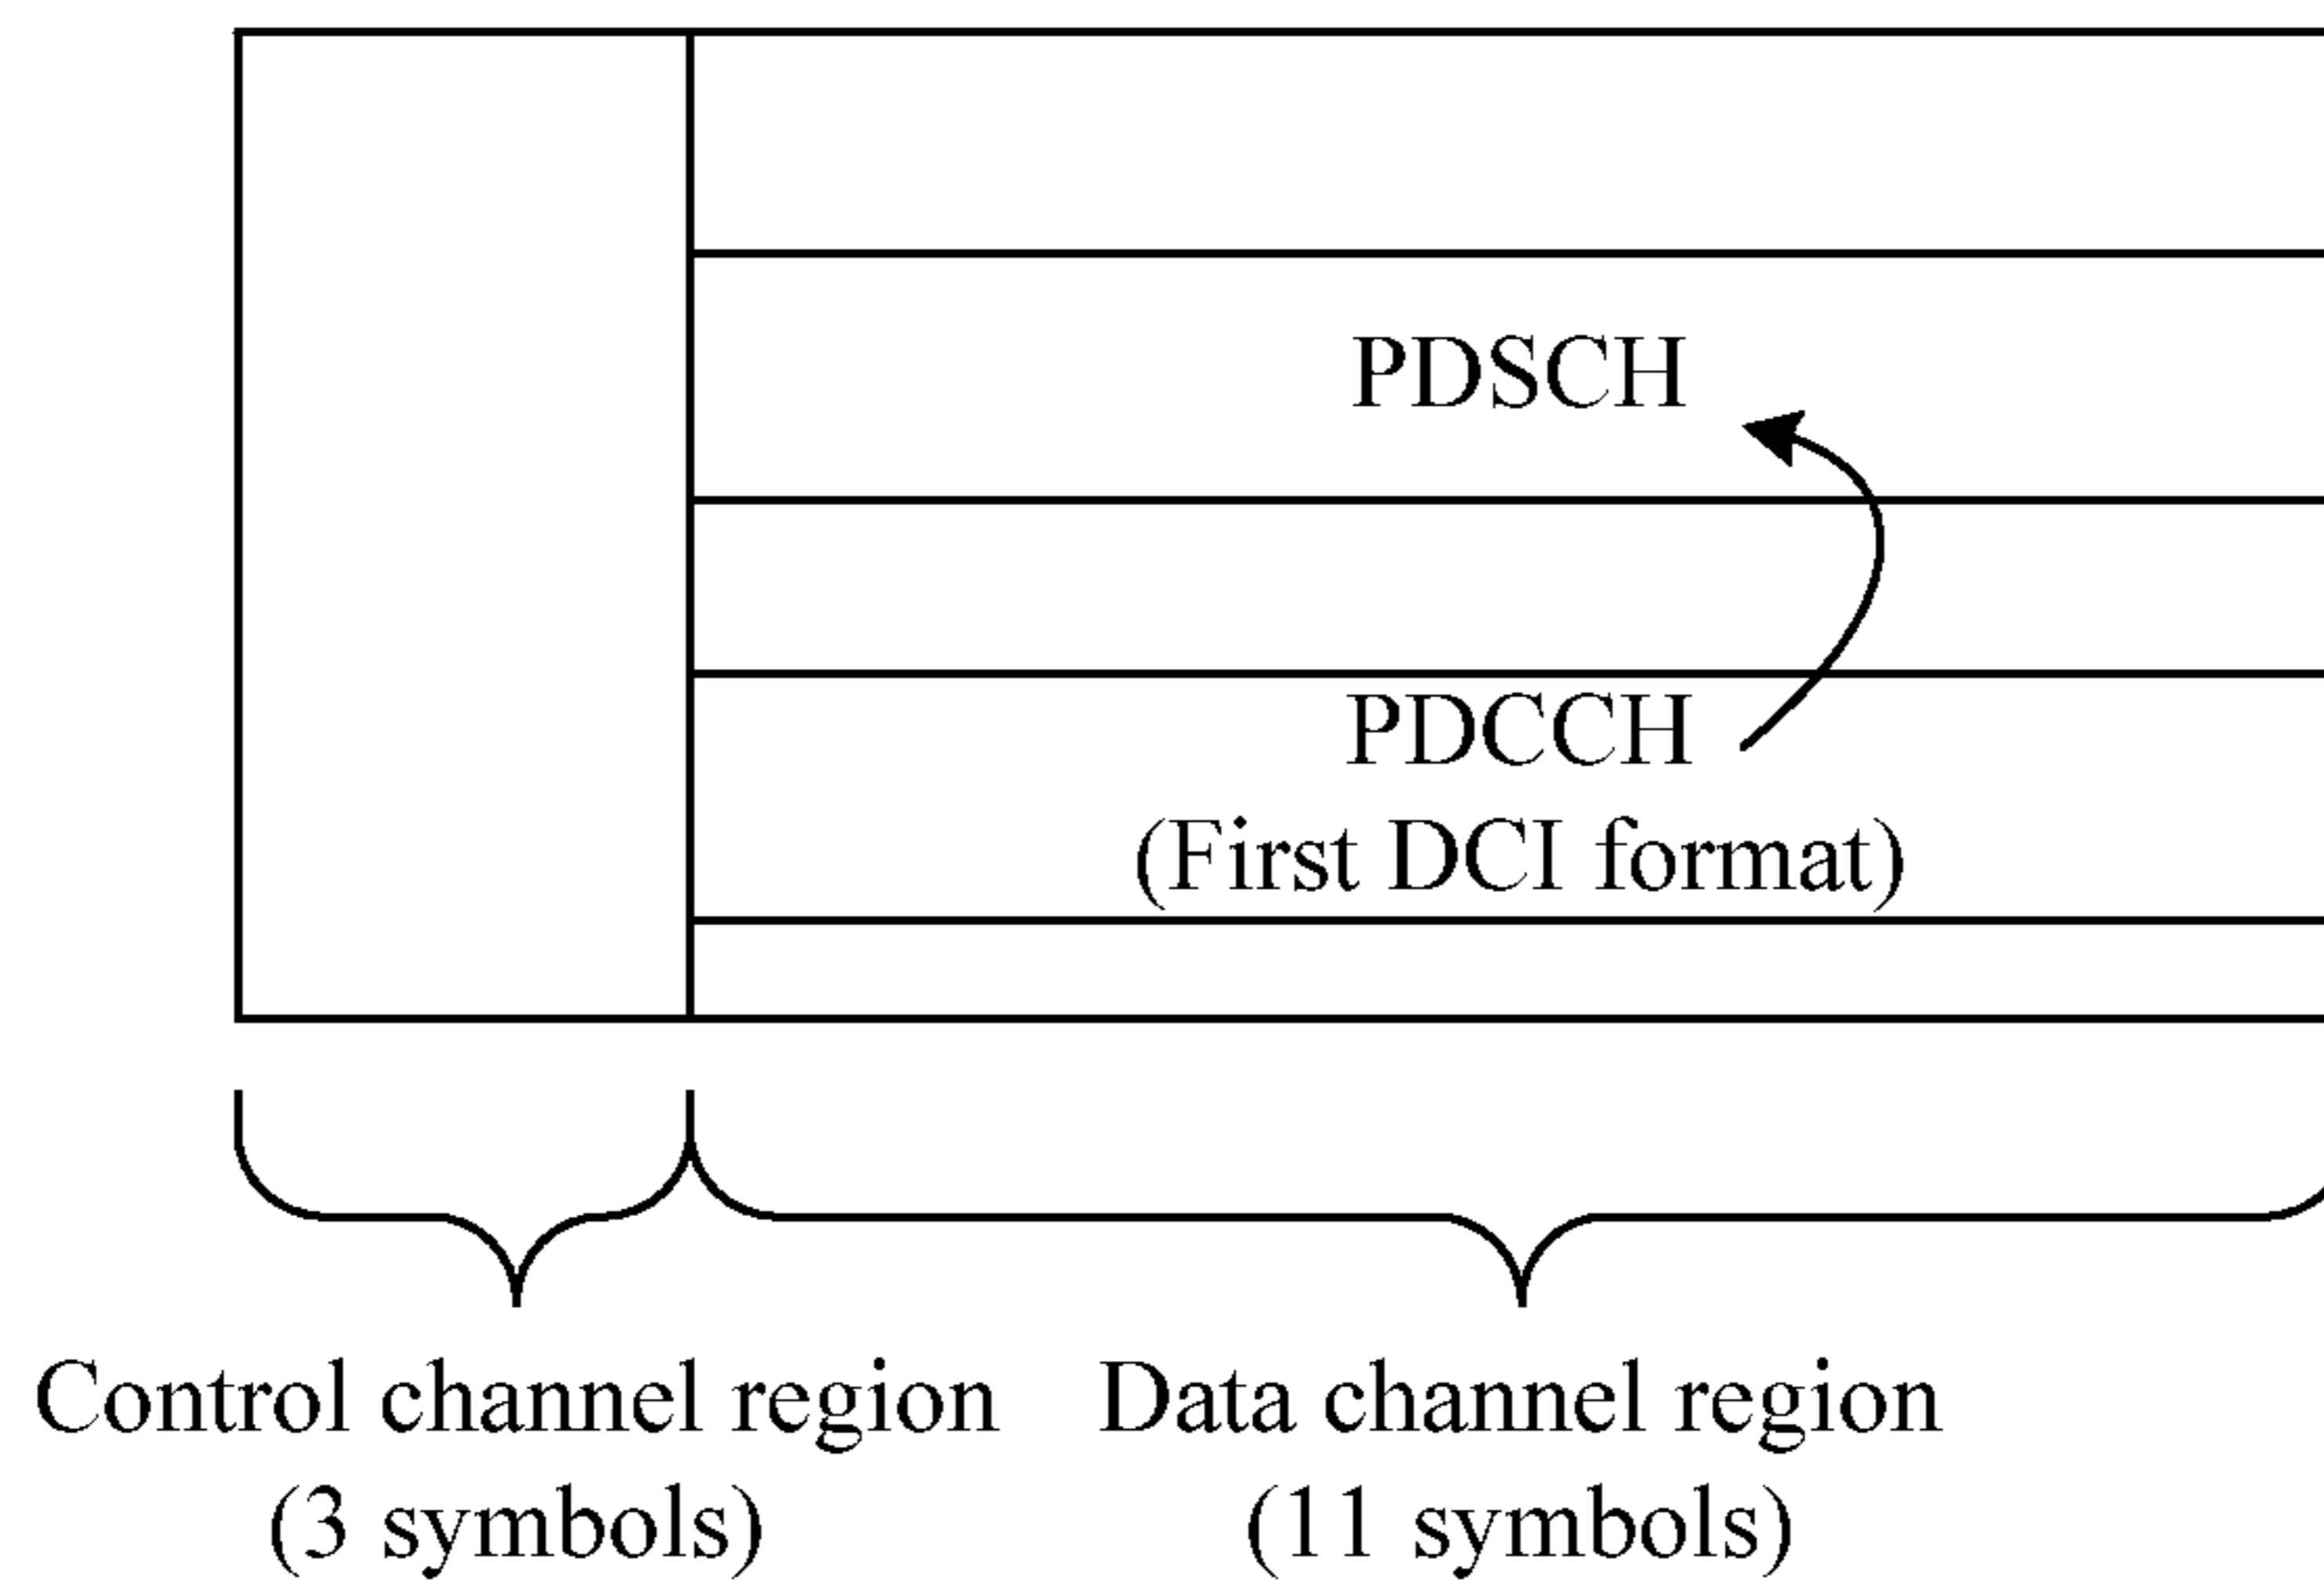 PDSCH
PDCCH
(First DCI format)
Control channel region
(3 symbols)
Data channel region
(11 symbols)